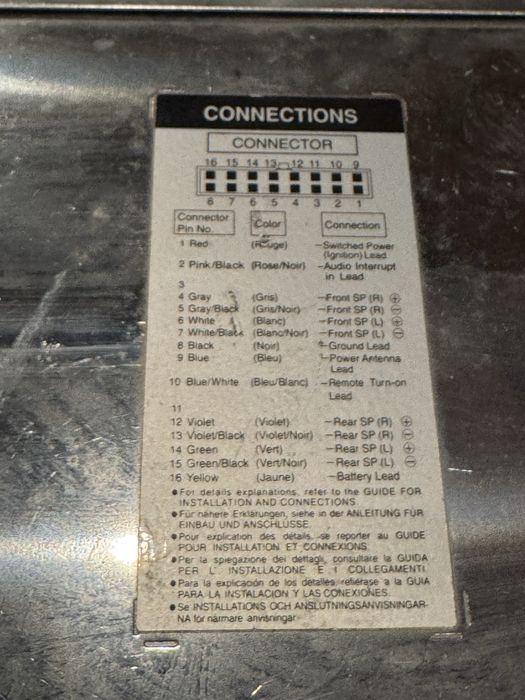 CONNECTIONS
CONNECTOR
16 15 14 13 12 11 10 9
8 7 6 5 4 3 2 1
Connector Pin No. Color Connection
1 Red (Rouge) –Switched Power (Ignition) Lead
2 Pink/Black (Rose/Noir) –Audio Interrupt in Lead
3
4 Gray (Gris) –Front SP (R) ⊕
5 Gray/Black (Gris/Noir) –Front SP (R) ⊖
6 White (Blanc) –Front SP (L) ⊕
7 White/Black (Blanc/Noir) –Front SP (L) ⊖
8 Black (Noir) –Ground Lead
9 Blue (Bleu) –Power Antenna Lead
10 Blue/White (Bleu/Blanc) –Remote Turn-on Lead
11
12 Violet (Violet) –Rear SP (R) ⊕
13 Violet/Black (Violet/Noir) –Rear SP (R) ⊖
14 Green (Vert) –Rear SP (L) ⊕
15 Green/Black (Vert/Noir) –Rear SP (L) ⊖
16 Yellow (Jaune) –Battery Lead
●For details explanations, refer to the GUIDE FOR
INSTALLATION AND CONNECTIONS.
●Für nähere Erklärungen, siehe in der ANLEITUNG FÜR
EINBAU UND ANSCHLÜSSE.
●Pour explication des détails, se reporter au GUIDE
POUR INSTALLATION ET CONNEXIONS.
●Per la spiegazione dei dettagli, consultare la GUIDA
PER L' INSTALLAZIONE E I COLLEGAMENTI.
●Para la explicación de los detalles refiérase a la GUIA
PARA LA INSTALACION Y LAS CONEXIONES.
●Se INSTALLATIONS OCH ANSLUTNINGSANVISNINGAR-
NA för närmare anvisningar.